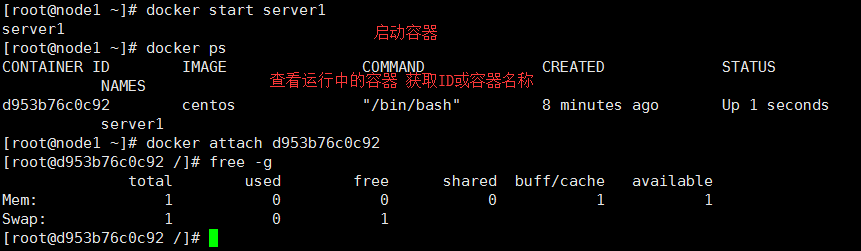 [root@node1 ~]# docker start server1
server1
启动容器
[root@node1 ~]# docker ps
CONTAINER ID        IMAGE               COMMAND             CREATED             STATUS
           NAMES
查看运行中的容器 获取ID或容器名称
d953b76c0c92        centos              "/bin/bash"         8 minutes ago       Up 1 seconds
           server1
[root@node1 ~]# docker attach d953b76c0c92
[root@d953b76c0c92 /]# free -g
              total        used        free      shared  buff/cache   available
Mem:              1           0           0           0           1           1
Swap:             1           0           1
[root@d953b76c0c92 /]#